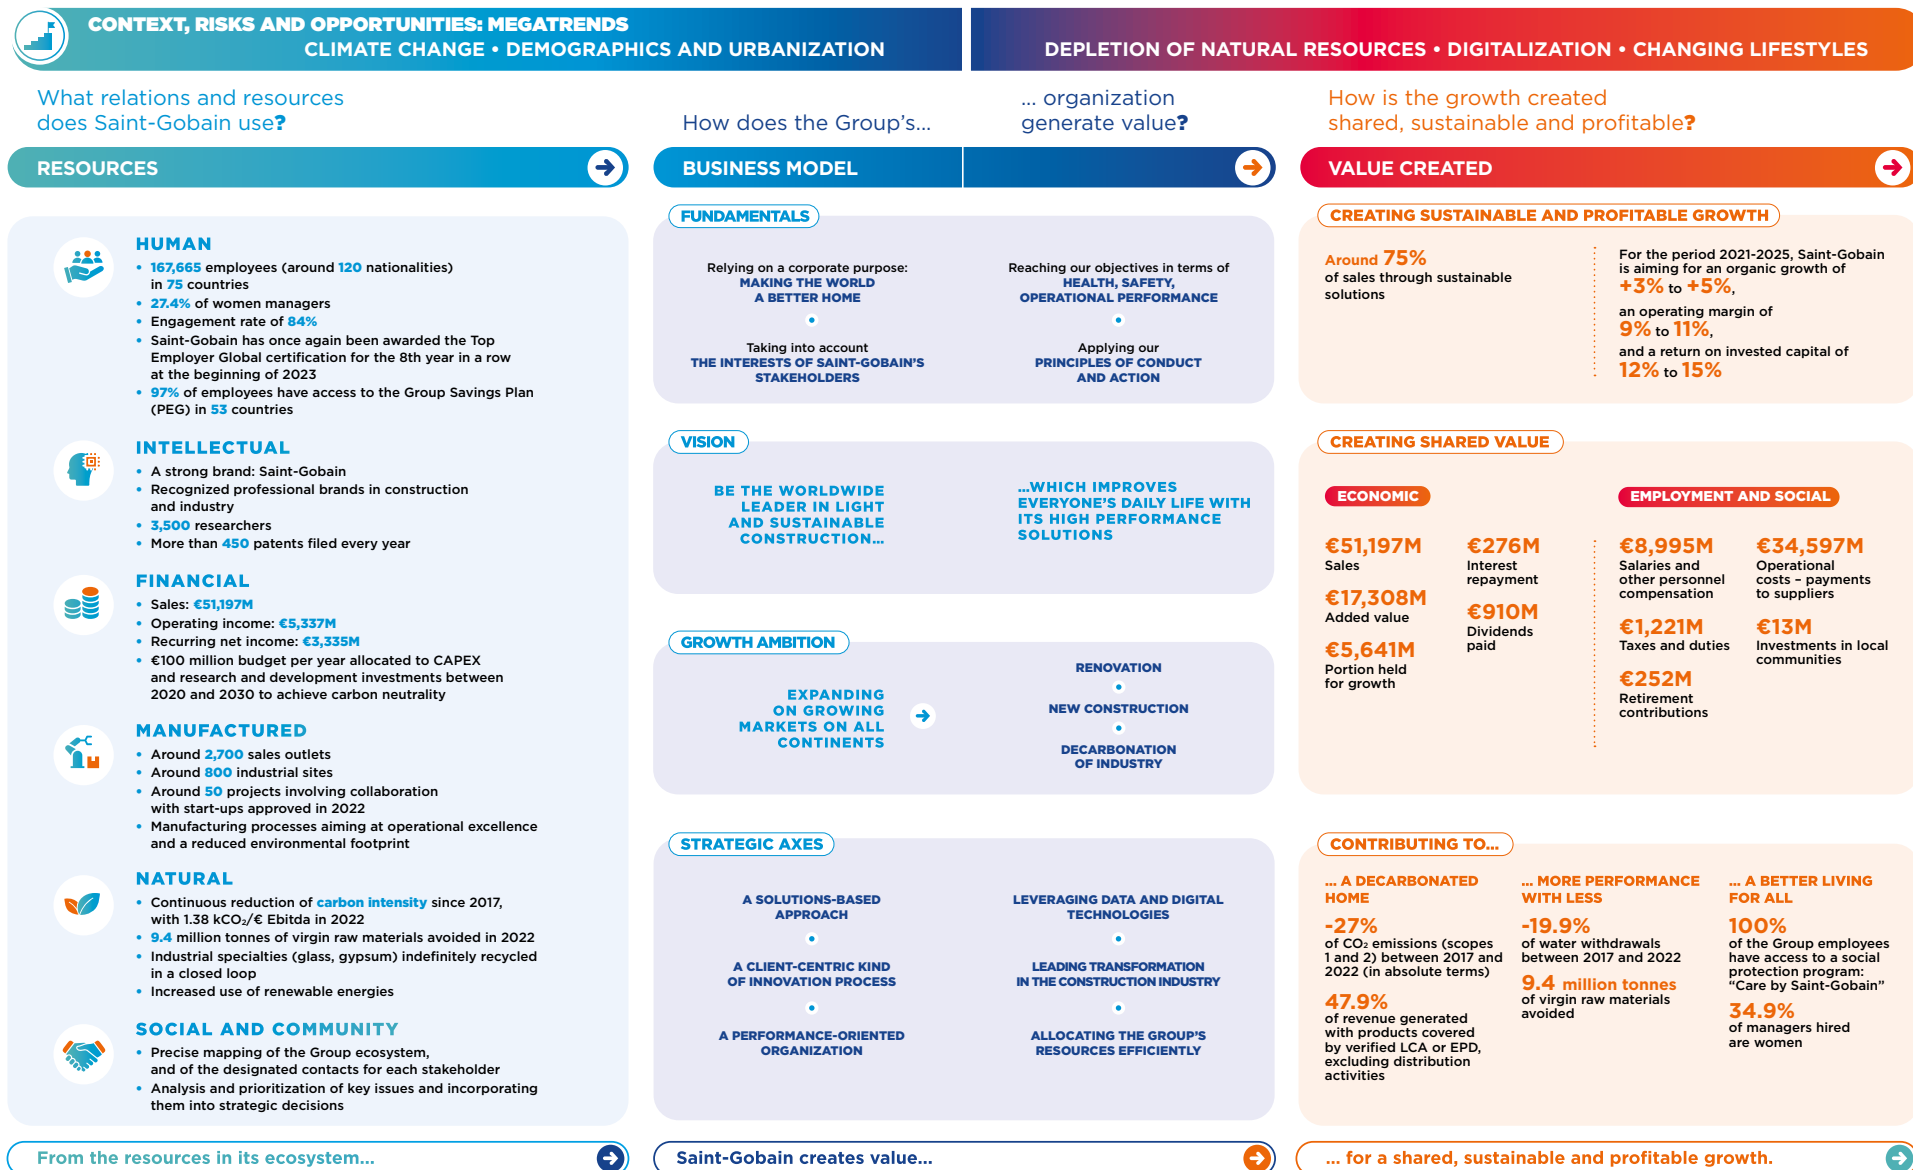 CONTEXT, RISKS AND OPPORTUNITIES: MEGATRENDS
CLIMATE CHANGE • DEMOGRAPHICS AND URBANIZATION
DEPLETION OF NATURAL RESOURCES • DIGITALIZATION • CHANGING LIFESTYLES
What relations and resources
does Saint-Gobain use?
RESOURCES
HUMAN
• 167,665 employees (around 120 nationalities)
in 75 countries
• 27.4% of women managers
• Engagement rate of 84%
• Saint-Gobain has once again been awarded the Top
Employer Global certification for the 8th year in a row
at the beginning of 2023
• 97% of employees have access to the Group Savings Plan
(PEG) in 53 countries
INTELLECTUAL
• A strong brand: Saint-Gobain
• Recognized professional brands in construction
and industry
• 3,500 researchers
• More than 450 patents filed every year
FINANCIAL
• Sales: €51,197M
• Operating income: €5,337M
• Recurring net income: €3,335M
• €100 million budget per year allocated to CAPEX
and research and development investments between
2020 and 2030 to achieve carbon neutrality
MANUFACTURED
• Around 2,700 sales outlets
• Around 800 industrial sites
• Around 50 projects involving collaboration
with start-ups approved in 2022
• Manufacturing processes aiming at operational excellence
and a reduced environmental footprint
NATURAL
• Continuous reduction of carbon intensity since 2017,
with 1.38 kCO₂/€ Ebitda in 2022
• 9.4 million tonnes of virgin raw materials avoided in 2022
• Industrial specialties (glass, gypsum) indefinitely recycled
in a closed loop
• Increased use of renewable energies
SOCIAL AND COMMUNITY
• Precise mapping of the Group ecosystem,
and of the designated contacts for each stakeholder
• Analysis and prioritization of key issues and incorporating
them into strategic decisions
From the resources in its ecosystem...
How does the Group's...
... organization
generate value?
BUSINESS MODEL
FUNDAMENTALS
Relying on a corporate purpose:
MAKING THE WORLD
A BETTER HOME
Taking into account
THE INTERESTS OF SAINT-GOBAIN'S
STAKEHOLDERS
Reaching our objectives in terms of
HEALTH, SAFETY,
OPERATIONAL PERFORMANCE
Applying our
PRINCIPLES OF CONDUCT
AND ACTION
VISION
BE THE WORLDWIDE
LEADER IN LIGHT
AND SUSTAINABLE
CONSTRUCTION...
...WHICH IMPROVES
EVERYONE'S DAILY LIFE WITH
ITS HIGH PERFORMANCE
SOLUTIONS
GROWTH AMBITION
EXPANDING
ON GROWING
MARKETS ON ALL
CONTINENTS
RENOVATION
NEW CONSTRUCTION
DECARBONATION
OF INDUSTRY
STRATEGIC AXES
A SOLUTIONS-BASED
APPROACH
A CLIENT-CENTRIC KIND
OF INNOVATION PROCESS
A PERFORMANCE-ORIENTED
ORGANIZATION
LEVERAGING DATA AND DIGITAL
TECHNOLOGIES
LEADING TRANSFORMATION
IN THE CONSTRUCTION INDUSTRY
ALLOCATING THE GROUP'S
RESOURCES EFFICIENTLY
Saint-Gobain creates value...
How is the growth created
shared, sustainable and profitable?
VALUE CREATED
CREATING SUSTAINABLE AND PROFITABLE GROWTH
Around 75%
of sales through sustainable
solutions
For the period 2021-2025, Saint-Gobain
is aiming for an organic growth of
+3% to +5%,
an operating margin of
9% to 11%,
and a return on invested capital of
12% to 15%
CREATING SHARED VALUE
ECONOMIC
€51,197M
Sales
€17,308M
Added value
€5,641M
Portion held
for growth
€276M
Interest
repayment
€910M
Dividends
paid
EMPLOYMENT AND SOCIAL
€8,995M
Salaries and
other personnel
compensation
€1,221M
Taxes and duties
€252M
Retirement
contributions
€34,597M
Operational
costs – payments
to suppliers
€13M
Investments in local
communities
CONTRIBUTING TO...
... A DECARBONATED
HOME
-27%
of CO₂ emissions (scopes
1 and 2) between 2017 and
2022 (in absolute terms)
47.9%
of revenue generated
with products covered
by verified LCA or EPD,
excluding distribution
activities
... MORE PERFORMANCE
WITH LESS
-19.9%
of water withdrawals
between 2017 and 2022
9.4 million tonnes
of virgin raw materials
avoided
... A BETTER LIVING
FOR ALL
100%
of the Group employees
have access to a social
protection program:
“Care by Saint-Gobain”
34.9%
of managers hired
are women
... for a shared, sustainable and profitable growth.